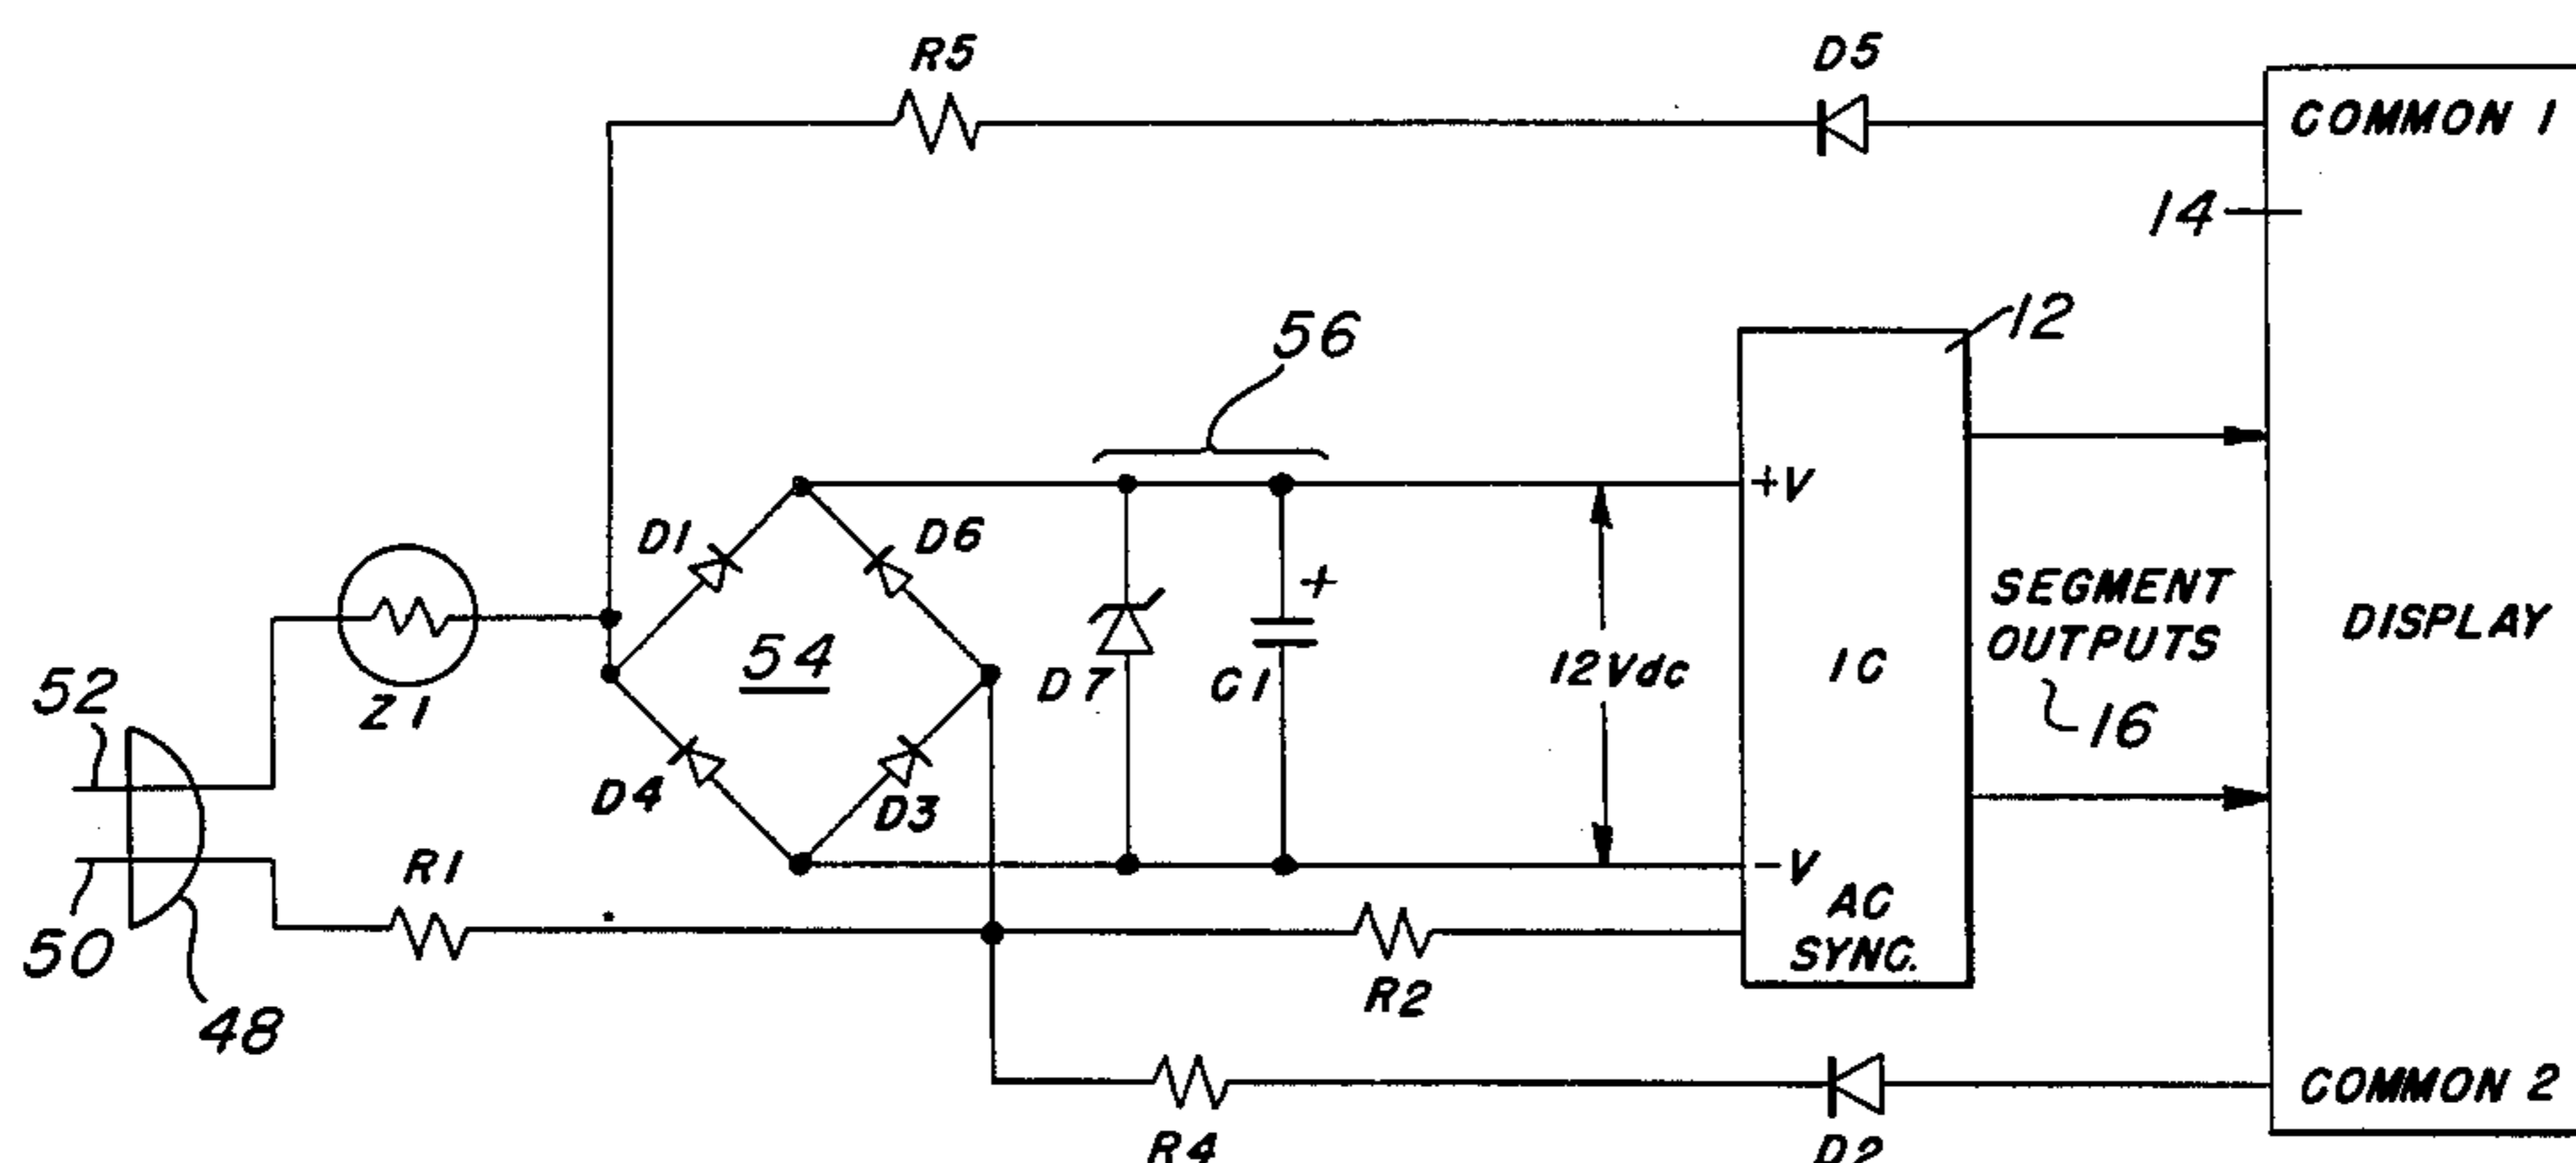 R5
D5
COMMON 1
14
56
12
+V
D1
D6
+
SEGMENT
OUTPUTS
16
DISPLAY
54
D7
C1
12Vdc
IC
Z1
52
D4
D3
R1
-V
AC
SYNC.
50
48
R2
COMMON 2
R4
D2